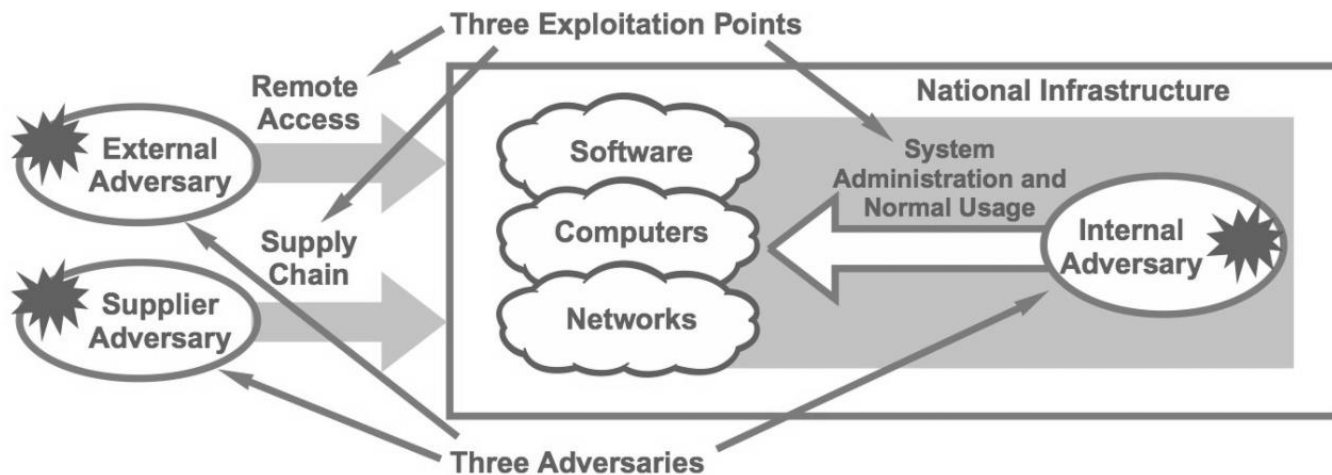 Three Exploitation Points
Remote
Access
National Infrastructure
External
Adversary
Software
System
Administration and
Normal Usage
Supply
Chain
Computers
Internal
Adversary
Supplier
Adversary
Networks
Three Adversaries